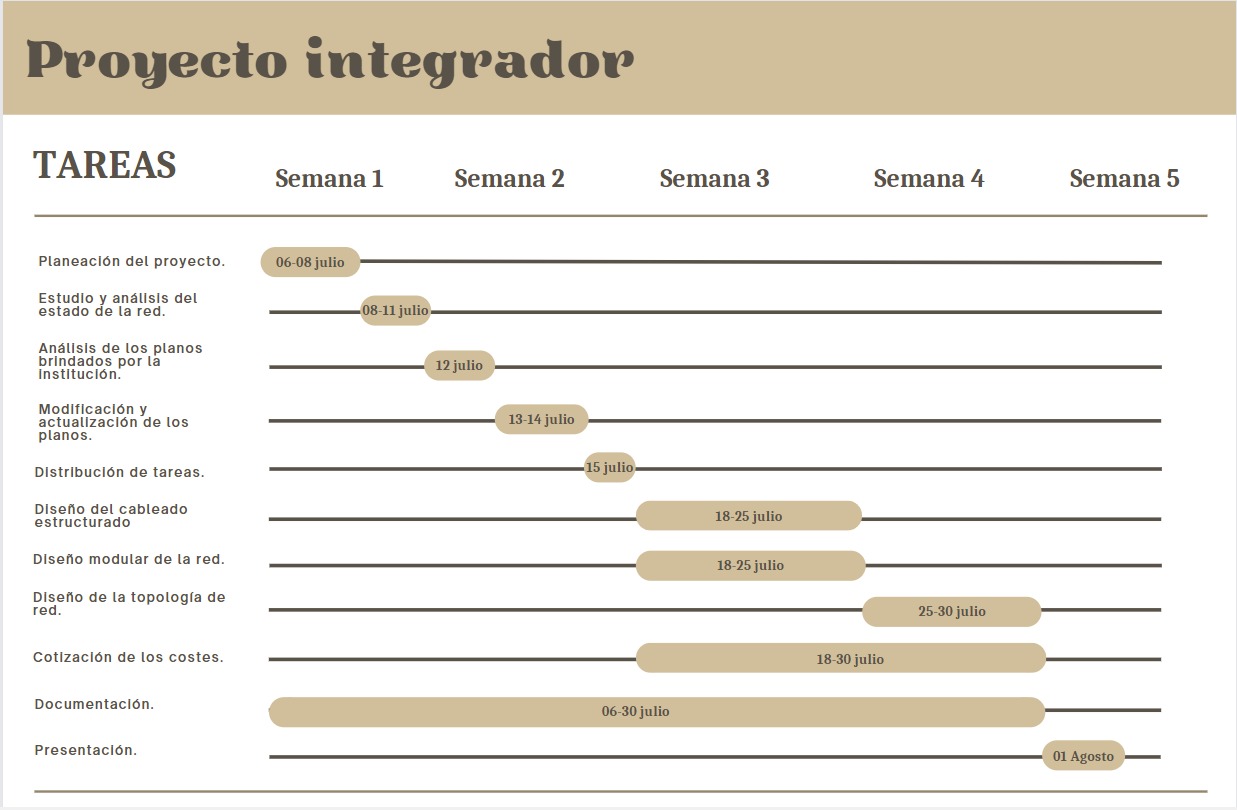 Proyecto integrador
TAREAS
Semana 1
Semana 2
Semana 3
Semana 4
Semana 5
Planeación del proyecto.
06-08 julio
Estudio y análisis del
estado de la red.
08-11 julio
Análisis de los planos
brindados por la
institución.
12 julio
Modificación y
actualización de los
planos.
13-14 julio
Distribución de tareas.
15 julio
Diseño del cableado
estructurado
18-25 julio
Diseño modular de la red.
18-25 julio
Diseño de la topología de
red.
25-30 julio
Cotización de los costes.
18-30 julio
Documentación.
06-30 julio
Presentación.
01 Agosto